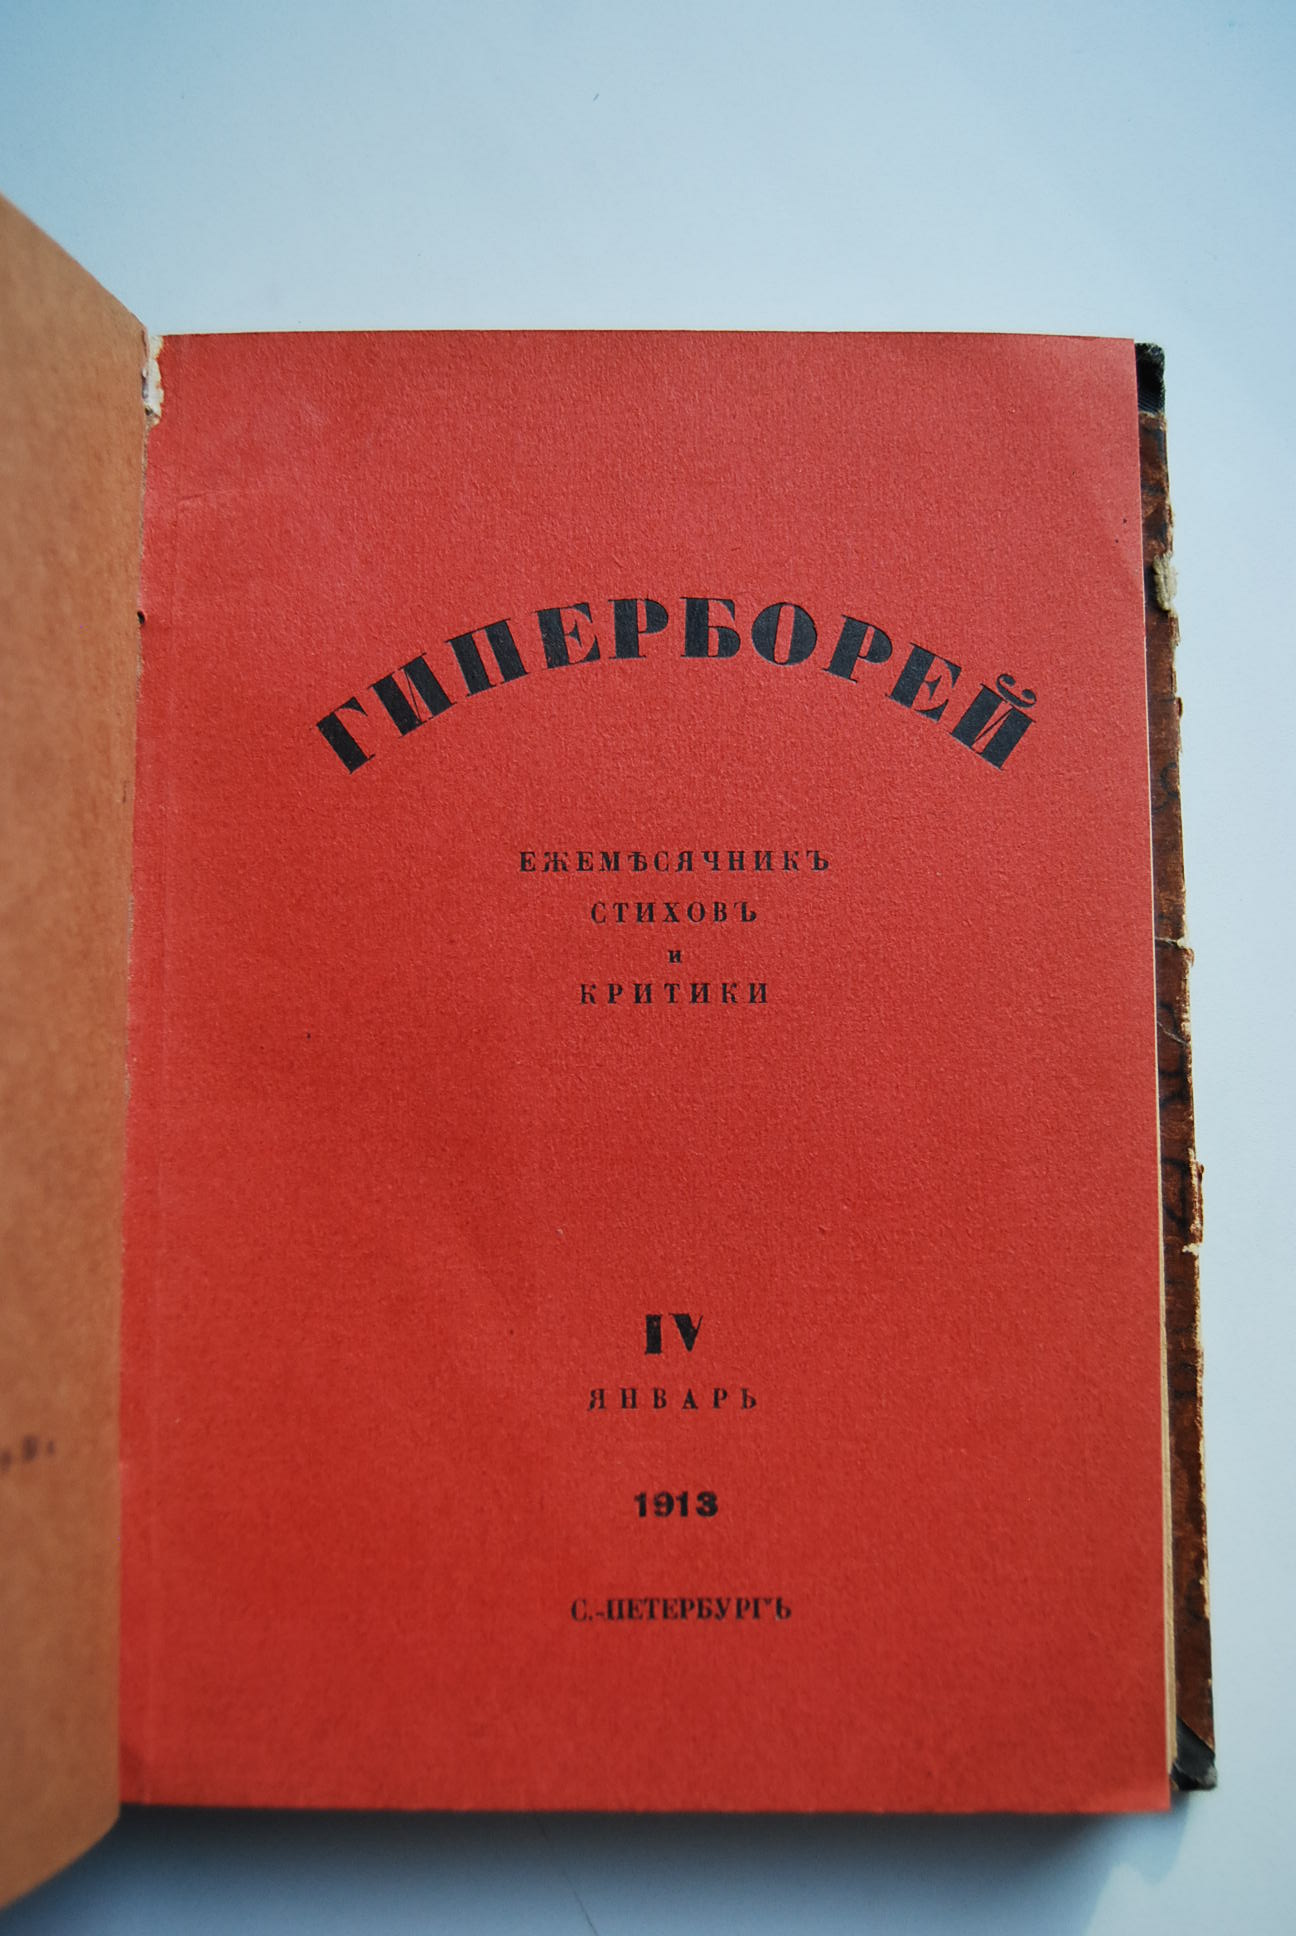 ГИПЕРБОРЕЙ
ЕЖЕМѢСЯЧНИКЪ
СТИХОВЪ
и
КРИТИКИ
IV
ЯНВАРЬ
1913
С.-ПЕТЕРБУРГЪ